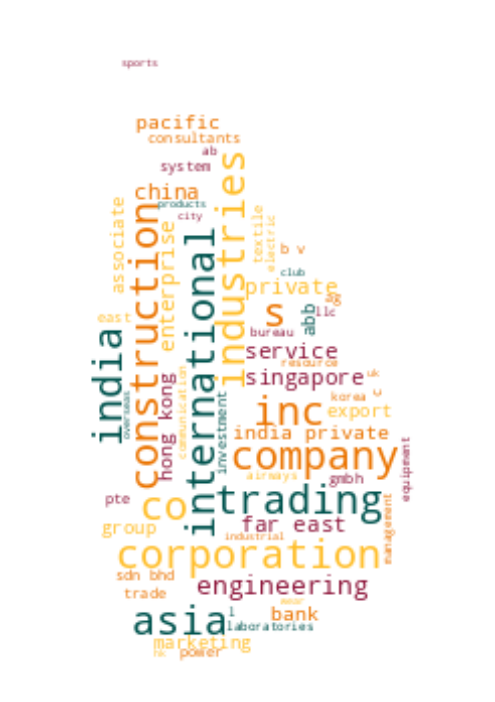 sports
pacific
consultants
ab
system
china
products
city
associate
construction
enterprise
international
industries
textile
electric
b v
club
private
ag
s
abb
llc
east
bureau
service
resource
india
overseas
hong kong
communication
investment
singapore
uk
korea
v
inc
export
india private
company
equipment
airways
gmbh
pte
co
trading
group
far east
industrial
management
corporation
sdn bhd
engineering
trade
wear
asia
l
bank
laboratories
marketing
hk
power